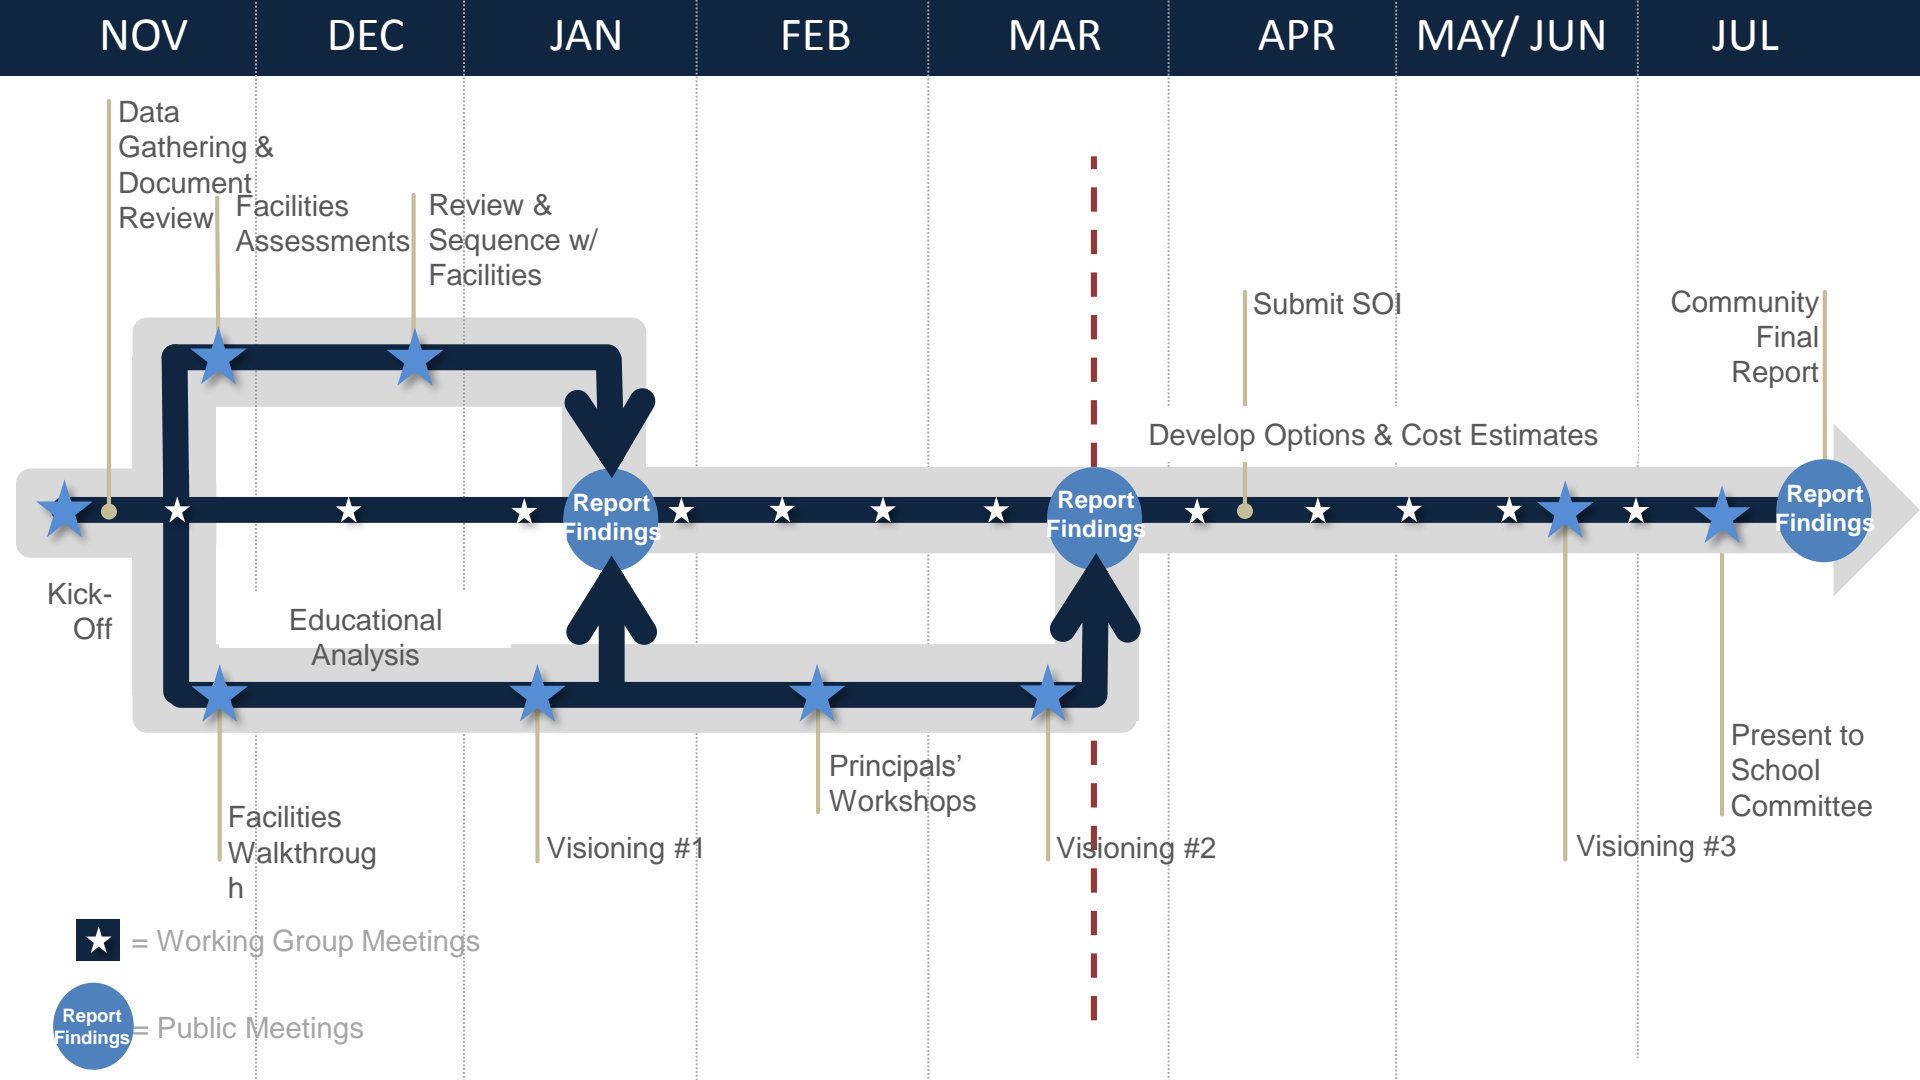 NOV DEC JAN FEB MAR APR MAY/ JUN JUL
Data
Gathering &
Document
Review
Facilities
Assessments
Review &
Sequence w/
Facilities
Submit SOI
Community
Final
Report
Develop Options & Cost Estimates
Report
Findings
Report
Findings
Report
Findings
Kick-
Off
Educational
Analysis
Facilities
Walkthroug
h
Visioning #1
Principals’
Workshops
Visioning #2
Visioning #3
Present to
School
Committee
= Working Group Meetings
Report
Findings
= Public Meetings